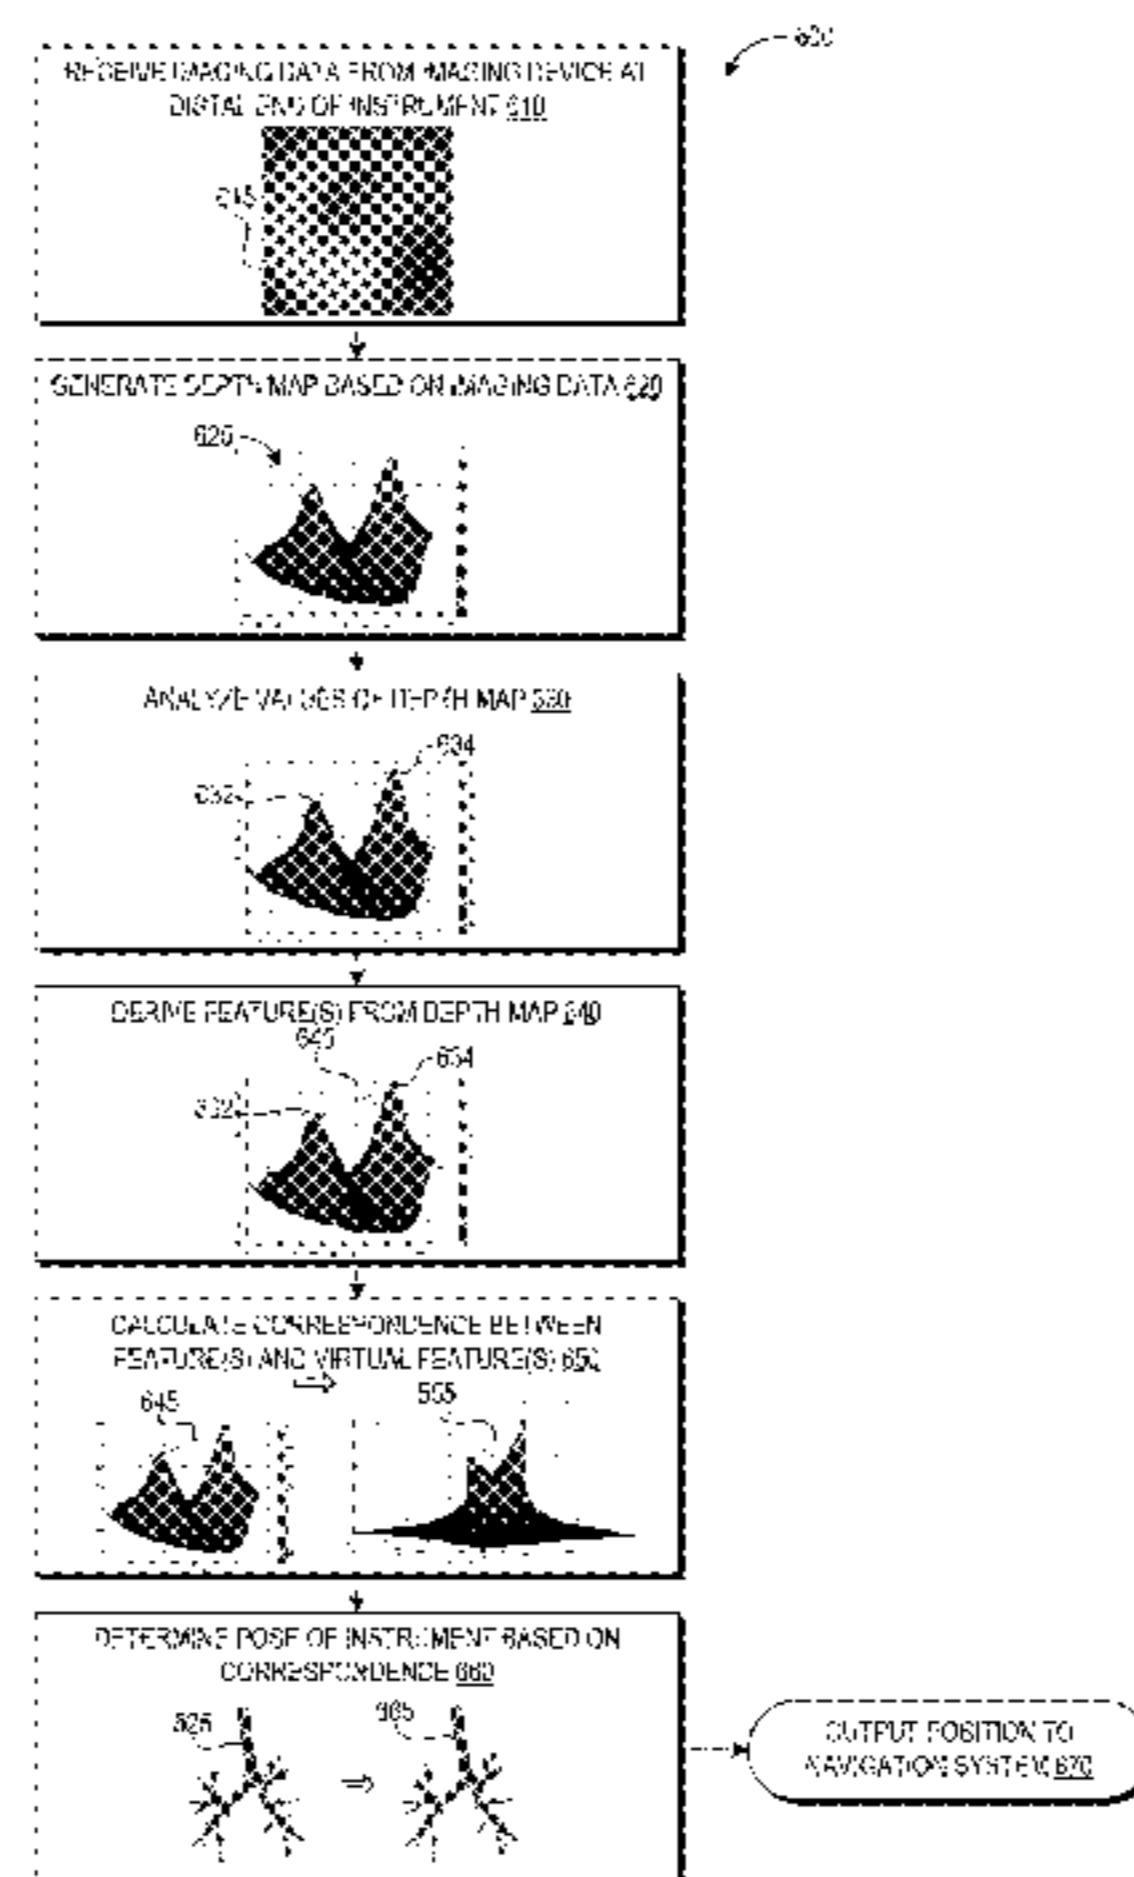 600
RECEIVE IMAGING DATA FROM IMAGING DEVICE AT
DISTAL END OF INSTRUMENT 610
615
GENERATE DEPTH MAP BASED ON IMAGING DATA 620
625
ANALYZE VALUES OF DEPTH MAP 630
634
632
DERIVE FEATURE(S) FROM DEPTH MAP 640
645
634
632
CALCULATE CORRESPONDENCE BETWEEN
FEATURE(S) AND VIRTUAL FEATURE(S) 650
645
DETERMINE POSE OF INSTRUMENT BASED ON
CORRESPONDENCE 660
OUTPUT POSITION TO
NAVIGATION SYSTEM 670